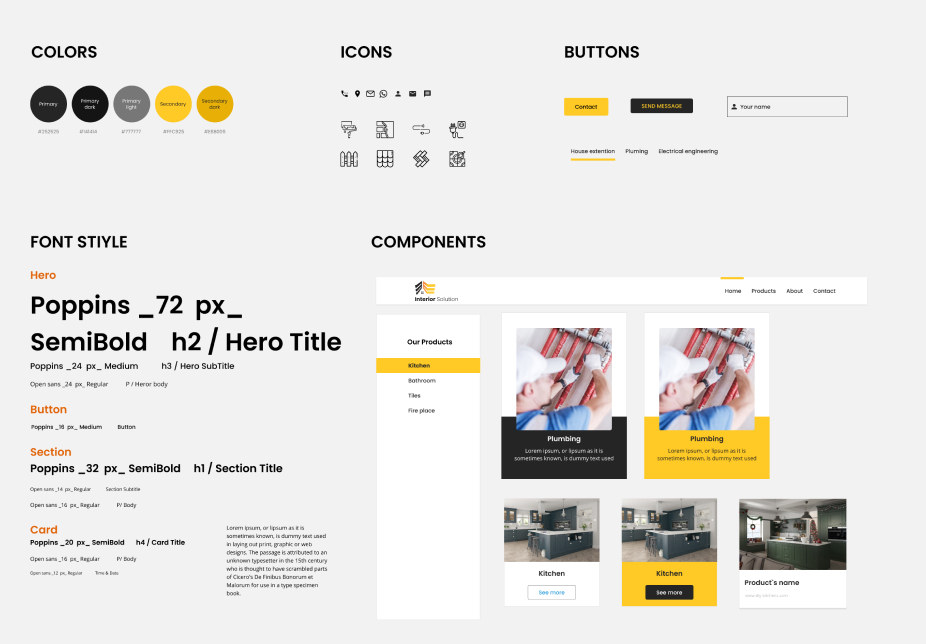 COLORS
Primary
Primary
dork
Primary
light
Secondary
Secondary
dork
#252525
#141414
#777777
#FFC826
ICONS
BUTTONS
Contact
SEND MESSAGE
Your name
House extention
Pluming
Electrical engineering
FONT STIYLE
Hero
Poppins _72 px_
SemiBold h2 / Hero Title
Poppins _24 px_ Medium h3 / Hero SubTitle
Open sans _24 px_ Regular P / Heror body
Button
Poppins _16 px_ Medium Button
Section
Poppins _32 px_ SemiBold h1 / Section Title
Open sans _14 px_ Regular Section Subtitle
Open sans _16 px_ Regular P/ Body
Card
Poppins _20 px_ SemiBold h4 / Card Title
Open sans _16 px_ Regular P/ Body
Open sans _12 px_ Regular Time & Date
Lorem ipsum, or lipsum as it is
sometimes known, is dummy text used
in laying out print, graphic or web
designs. The passage is attributed to an
unknown typesetter in the 15th century
who is thought to have scrambled parts
of Cicero's De Finibus Bonorum et
Malorum for use in a type specimen
book.
COMPONENTS
Interior Solution
Home
Products
About
Contact
Our Products
Kitchen
Bathroom
Tiles
Fire place
Plumbing
Lorem ipsum, or lipsum as it is
sometimes known, is dummy text used
Plumbing
Lorem ipsum, or lipsum as it is
sometimes known, is dummy text used
Kitchen
See more
Kitchen
See more
Product's name